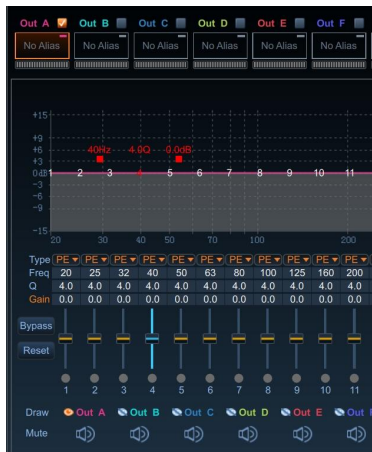 Out A Out B Out C Out D Out E Out F
No Alias No Alias No Alias No Alias No Alias No Alias
+15
+9
+6 40Hz 4.0Q 0.0dB
+3
0dB 1 2 3 4 5 6 7 8 9 10 11
-3
-6
-9
-15
20 30 40 50 70 100 200
Type PE PE PE PE PE PE PE PE PE PE PE
Freq 20 25 32 40 50 63 80 100 125 160 200
Q 4.0 4.0 4.0 4.0 4.0 4.0 4.0 4.0 4.0 4.0 4.0
Gain 0.0 0.0 0.0 0.0 0.0 0.0 0.0 0.0 0.0 0.0 0.0
Bypass
Reset
1 2 3 4 5 6 7 8 9 10 11
Draw Out A Out B Out C Out D Out E Out
Mute